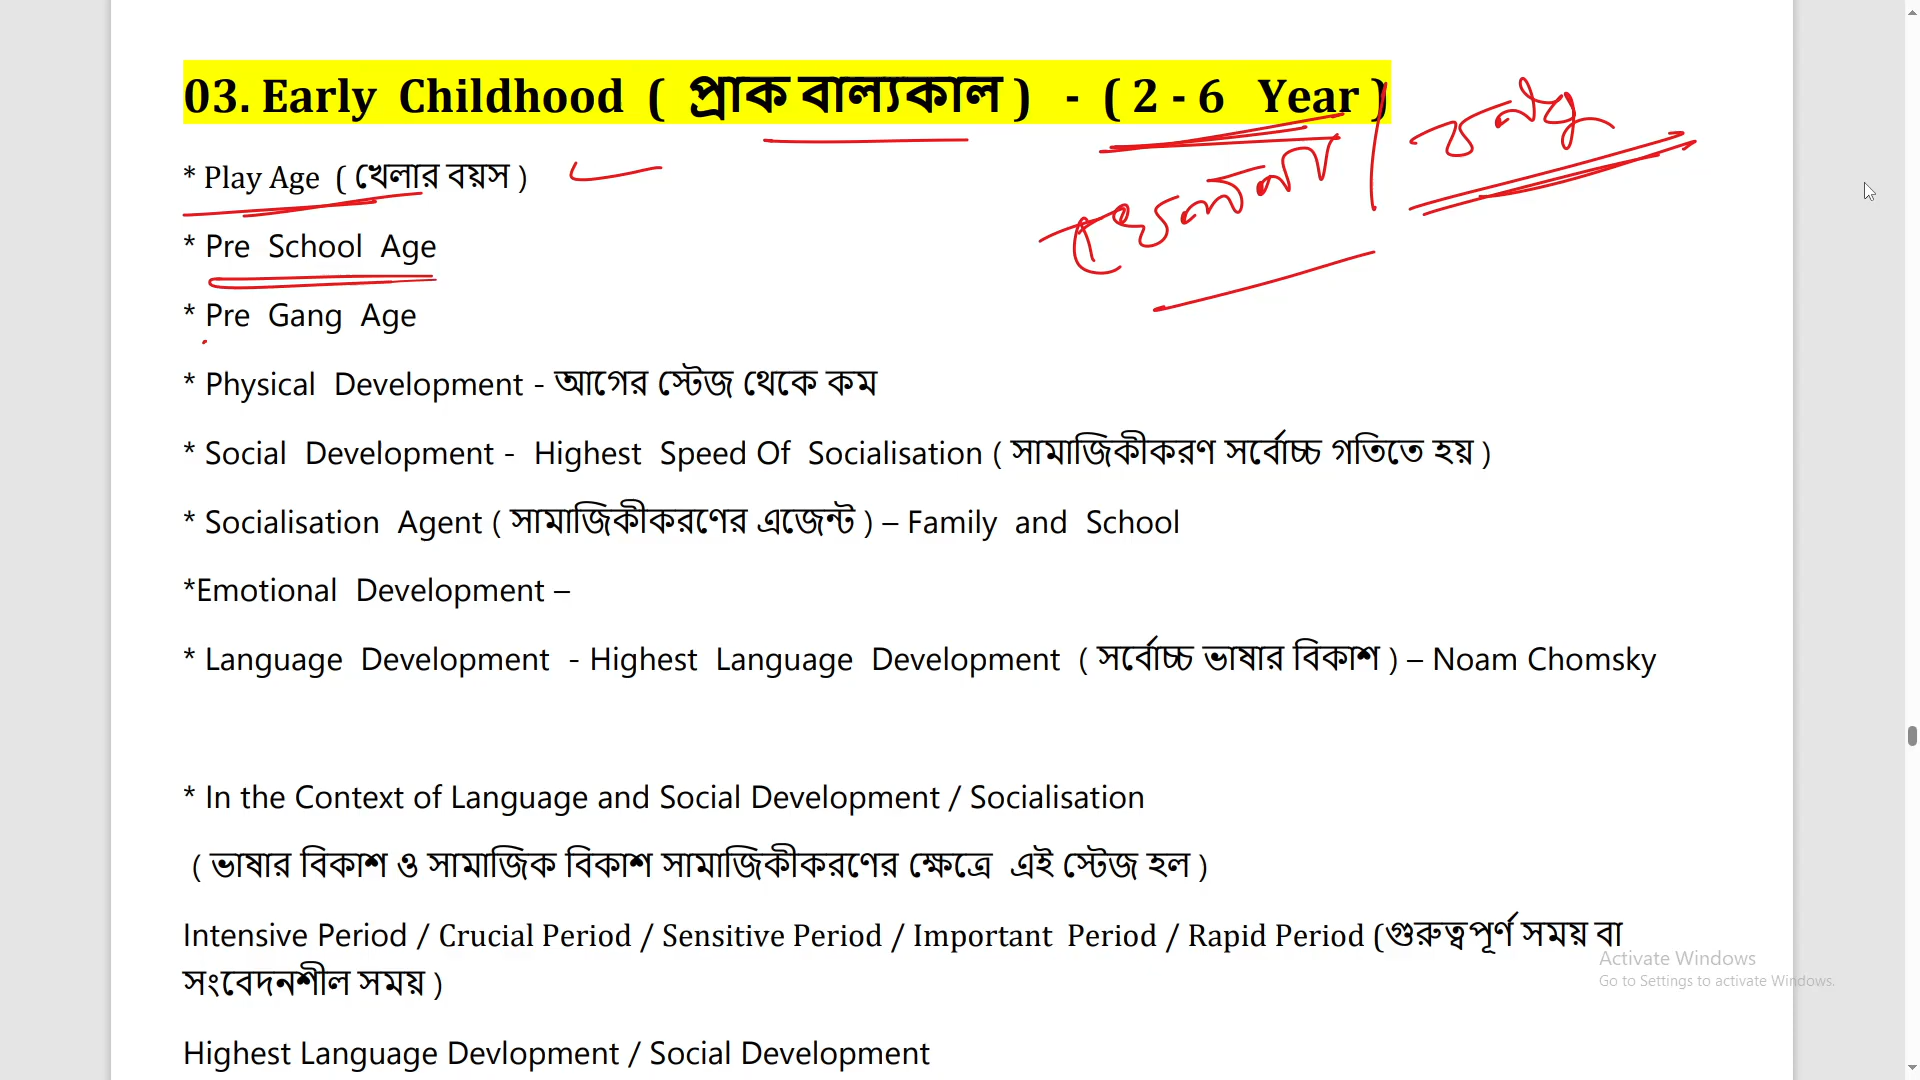 03. Early Childhood ( প্রাক বাল্যকাল ) - ( 2 - 6 Year )
* Play Age ( খেলার বয়স )
খেলনা / বন্ধু
* Pre School Age
* Pre Gang Age
* Physical Development - আগের স্টেজ থেকে কম
* Social Development - Highest Speed Of Socialisation ( সামাজিকীকরণ সর্বোচ্চ গতিতে হয় )
* Socialisation Agent ( সামাজিকীকরণের এজেন্ট ) – Family and School
*Emotional Development –
* Language Development - Highest Language Development ( সর্বোচ্চ ভাষার বিকাশ ) – Noam Chomsky
* In the Context of Language and Social Development / Socialisation
( ভাষার বিকাশ ও সামাজিক বিকাশ সামাজিকীকরণের ক্ষেত্রে এই স্টেজ হল )
Intensive Period / Crucial Period / Sensitive Period / Important Period / Rapid Period (গুরুত্বপূর্ণ সময় বা
সংবেদনশীল সময় )
Activate Windows
Go to Settings to activate Windows.
Highest Language Devlopment / Social Development